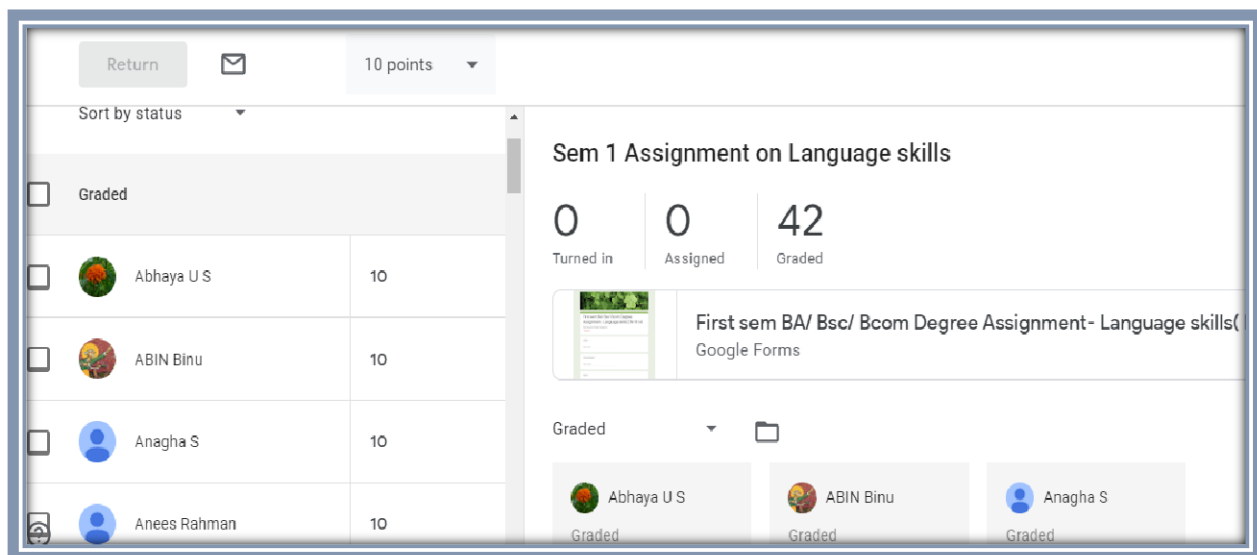 Return
10 points
Sort by status
Graded
Abhaya U S 10
ABIN Binu 10
Anagha S 10
Anees Rahman 10
Sem 1 Assignment on Language skills
0 0 42
Turned in Assigned Graded
First sem BA/ Bsc/ Bcom Degree Assignment- Language skills(
Google Forms
Graded
Abhaya U S ABIN Binu Anagha S
Graded Graded Graded